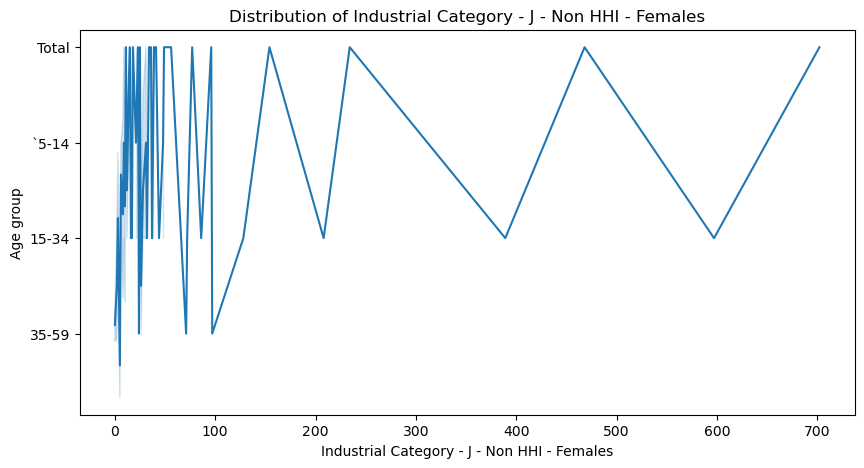 Distribution of Industrial Category - J - Non HHI - Females
Total
`5-14
15-34
35-59
Age group
0 100 200 300 400 500 600 700
Industrial Category - J - Non HHI - Females